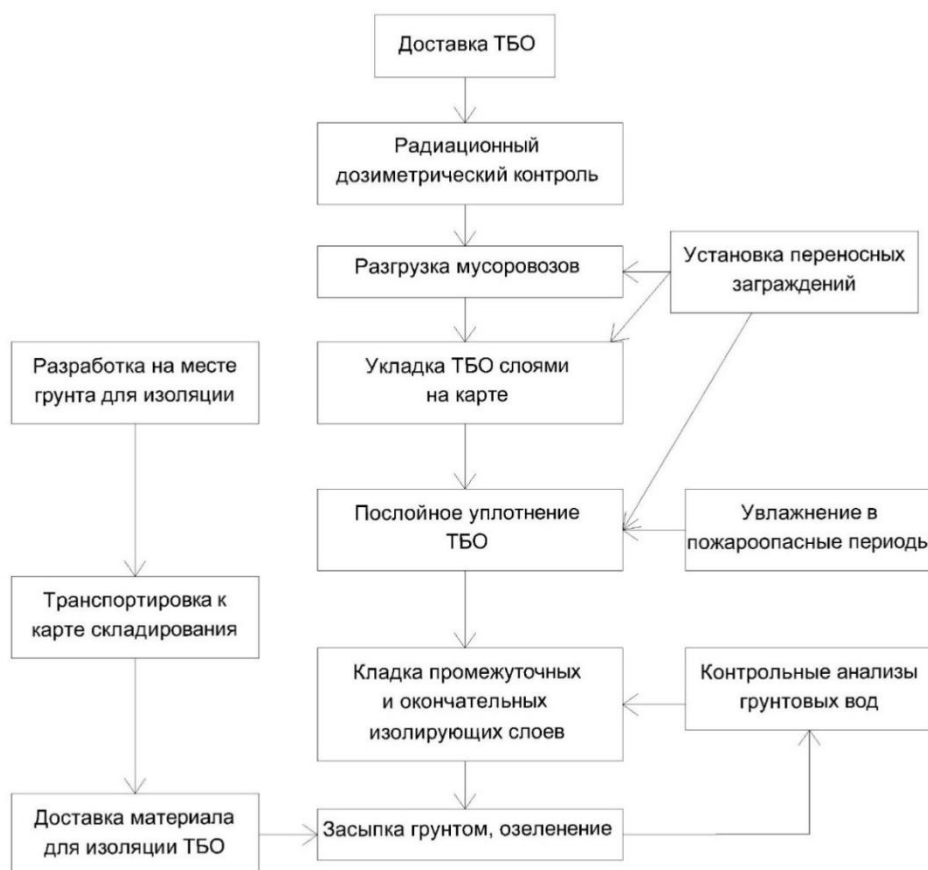 Доставка ТБО
Радиационный
дозиметрический контроль
Разгрузка мусоровозов
Установка переносных
заграждений
Разработка на месте
грунта для изоляции
Укладка ТБО слоями
на карте
Послойное уплотнение
ТБО
Увлажнение в
пожароопасные периоды
Транспортировка к
карте складирования
Кладка промежуточных
и окончательных
изолирующих слоев
Контрольные анализы
грунтовых вод
Доставка материала
для изоляции ТБО
Засыпка грунтом, озеленение